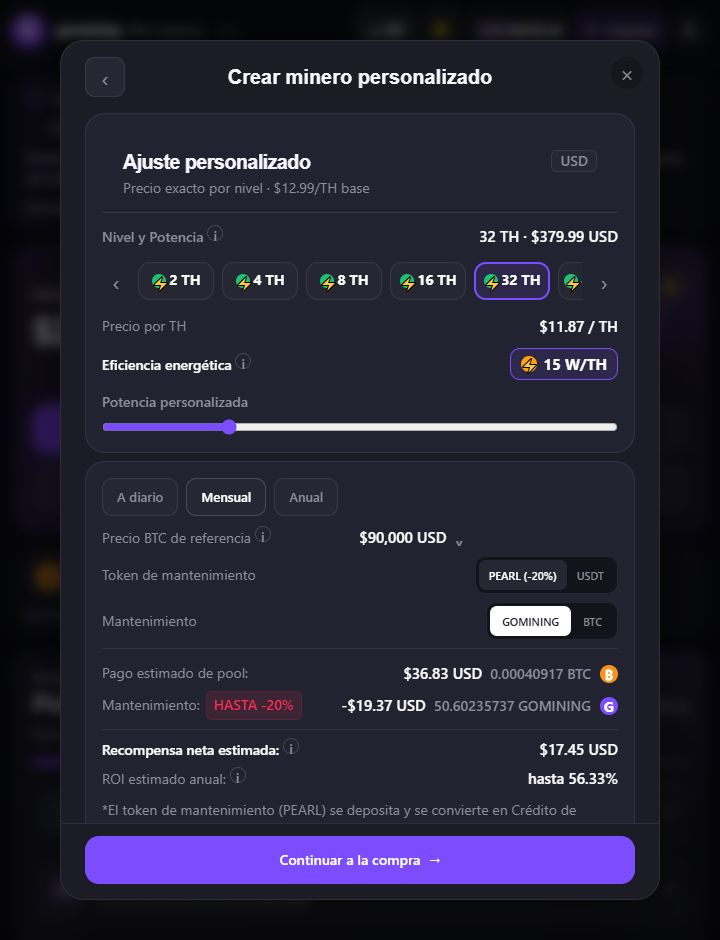 ‹ Crear minero personalizado ×
Ajuste personalizado USD
Precio exacto por nivel · $12.99/TH base
Nivel y Potencia i 32 TH · $379.99 USD
‹ 2 TH 4 TH 8 TH 16 TH 32 TH ›
Precio por TH $11.87 / TH
Eficiencia energética i 15 W/TH
Potencia personalizada
A diario Mensual Anual
Precio BTC de referencia i $90,000 USD
Token de mantenimiento PEARL (-20%) USDT
Mantenimiento GOMINING BTC
Pago estimado de pool: $36.83 USD 0.00040917 BTC
Mantenimiento: HASTA -20% -$19.37 USD 50.60235737 GOMINING G
Recompensa neta estimada: i $17.45 USD
ROI estimado anual: i hasta 56.33%
*El token de mantenimiento (PEARL) se deposita y se convierte en Crédito de
Continuar a la compra →